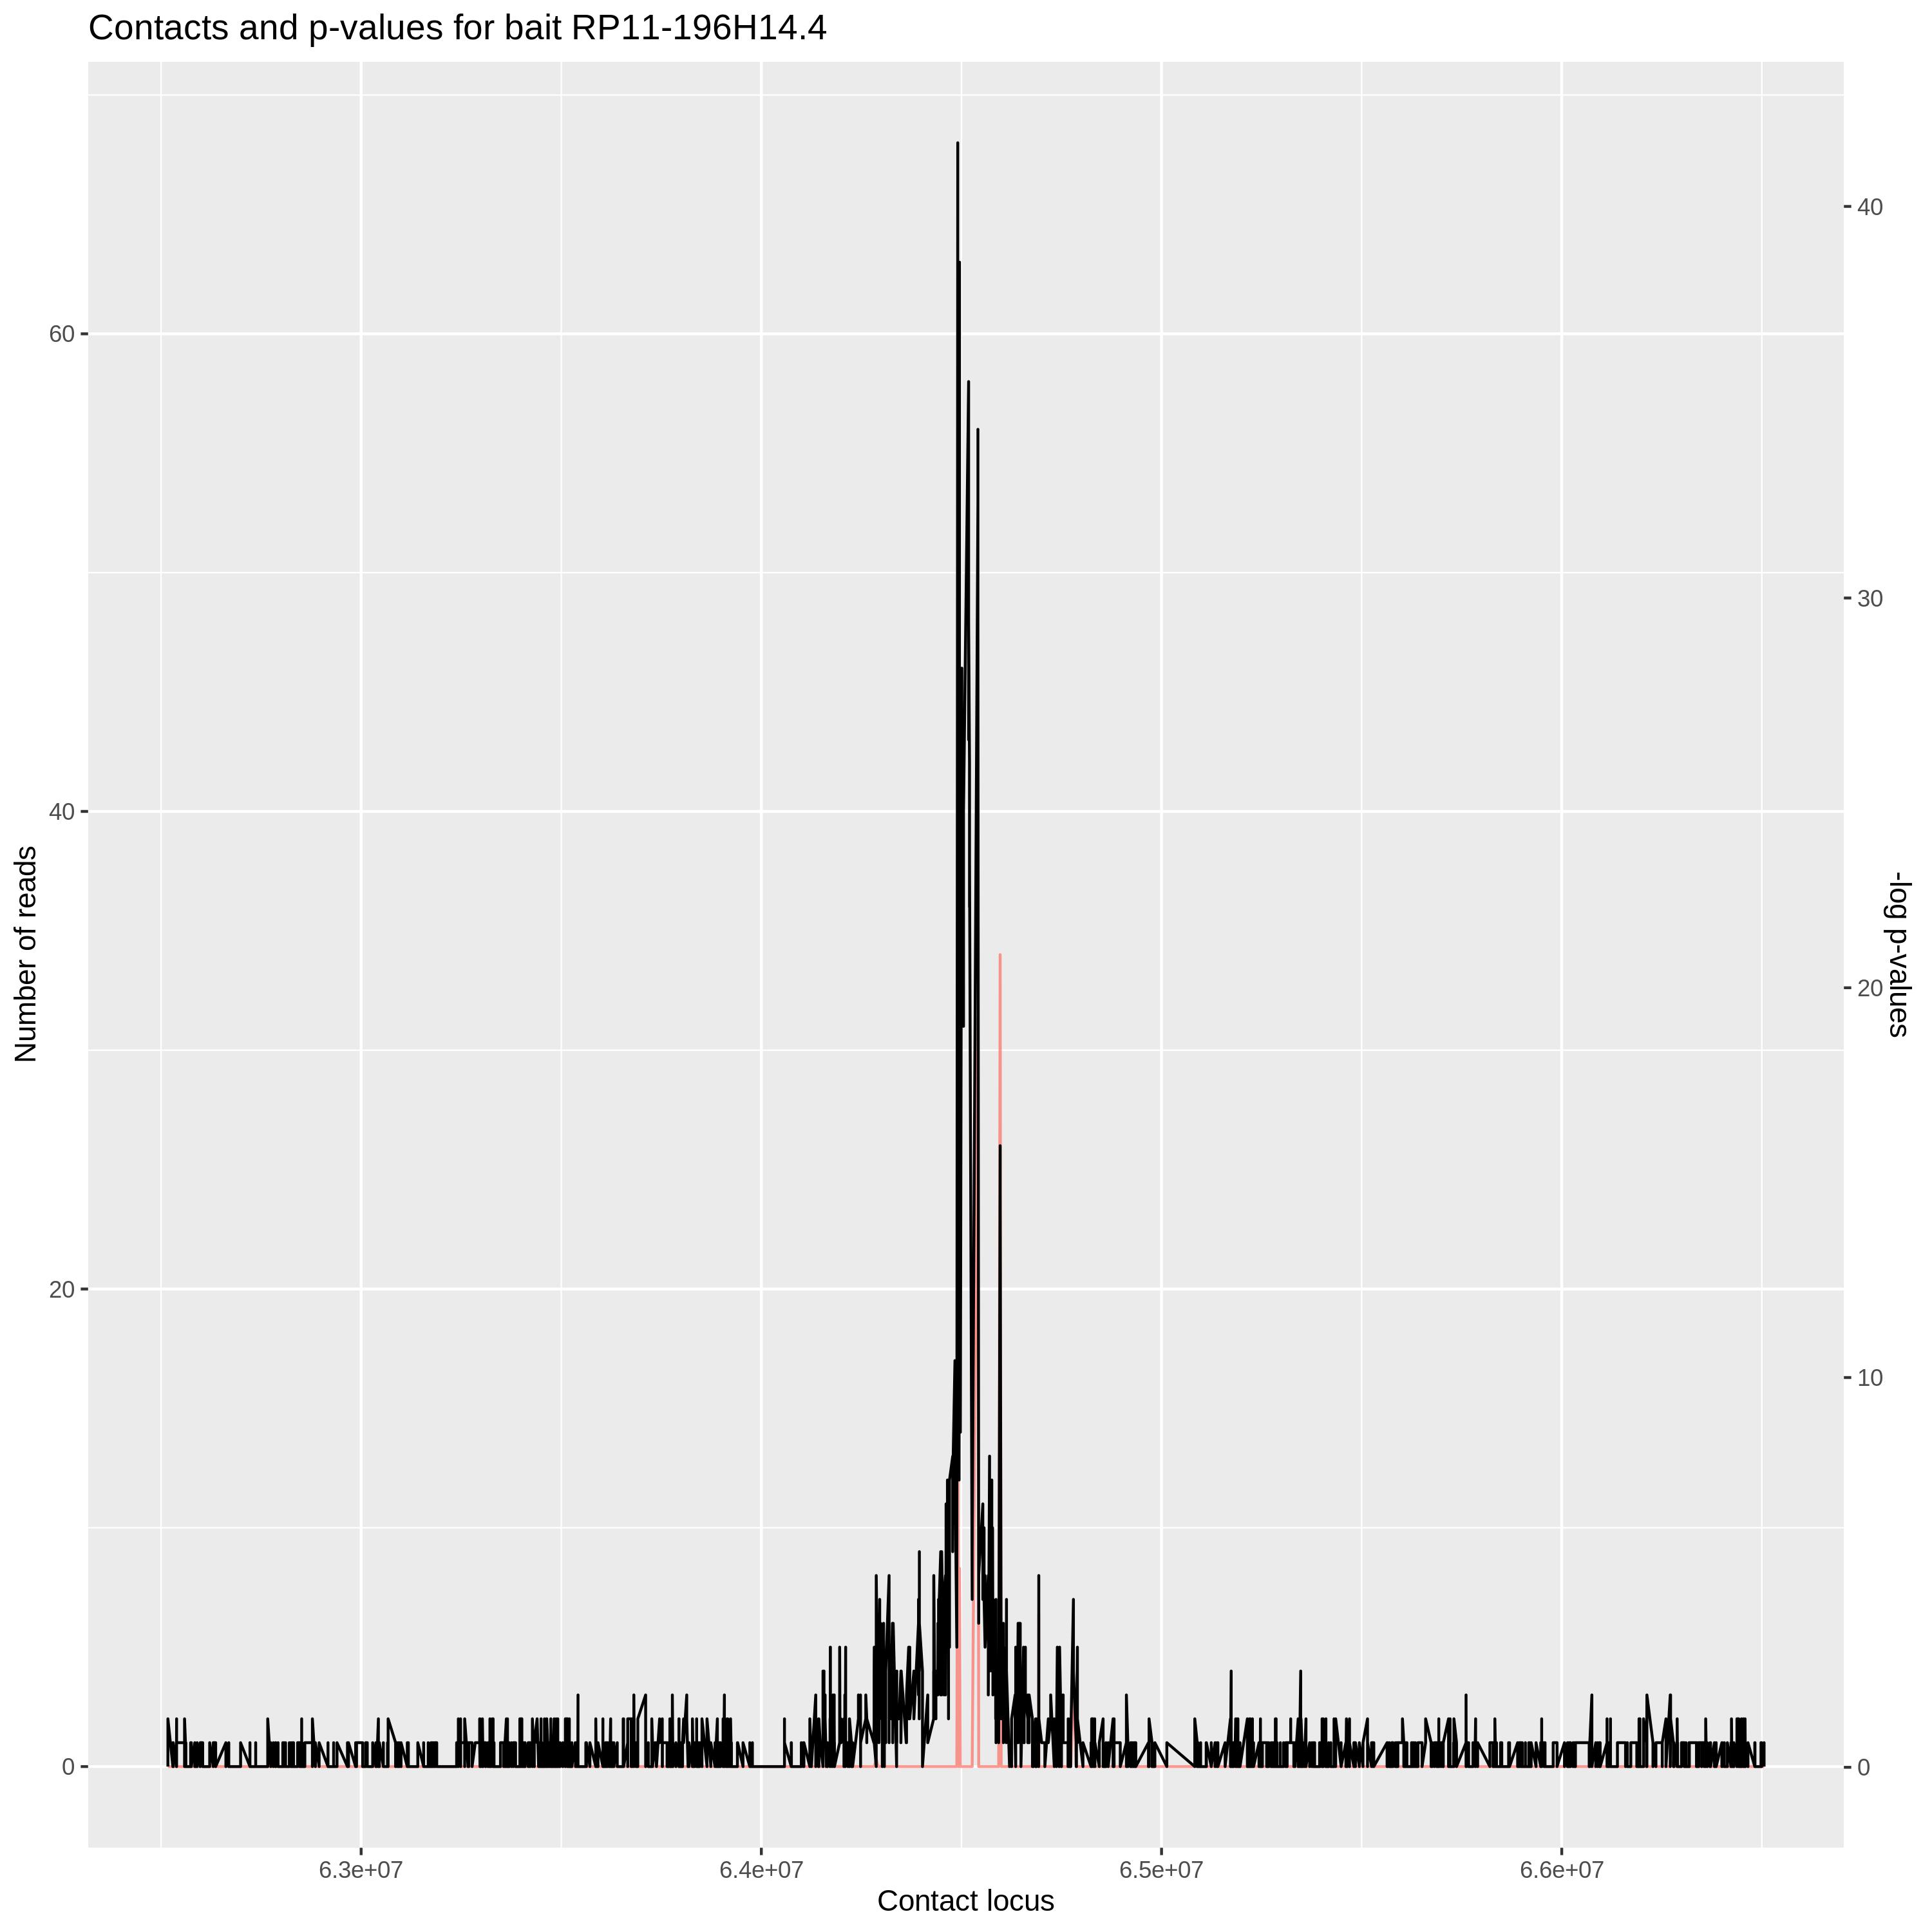 Contacts and p-values for bait RP11-196H14.4
Number of reads
60
40
20
0
40
30
20
10
0
-log p-values
6.3e+07 6.4e+07 6.5e+07 6.6e+07
Contact locus